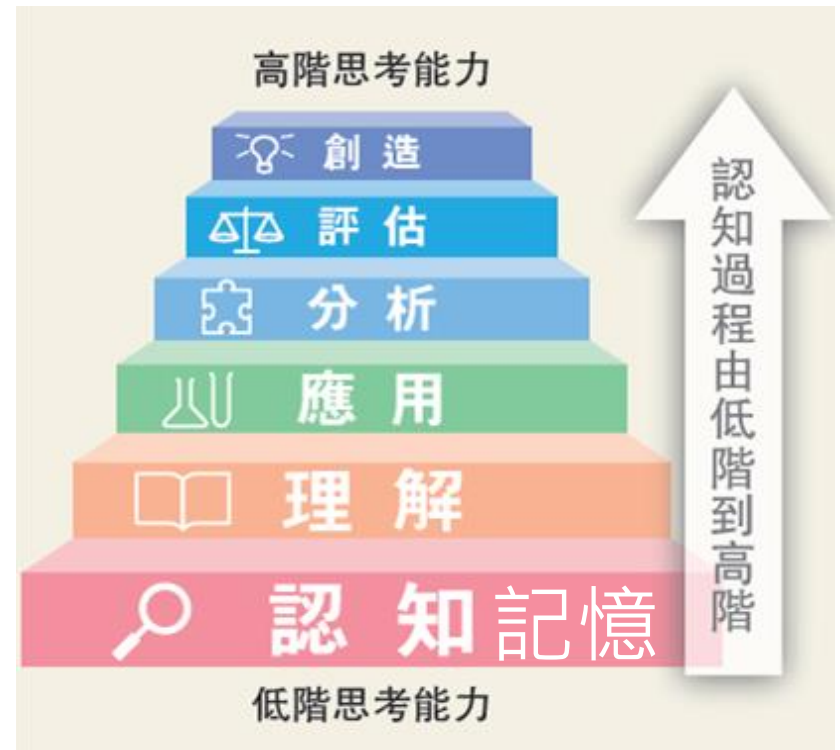 高階思考能力
創造
評估
分析
應用
理解
認知記憶
低階思考能力
認知過程由低階到高階